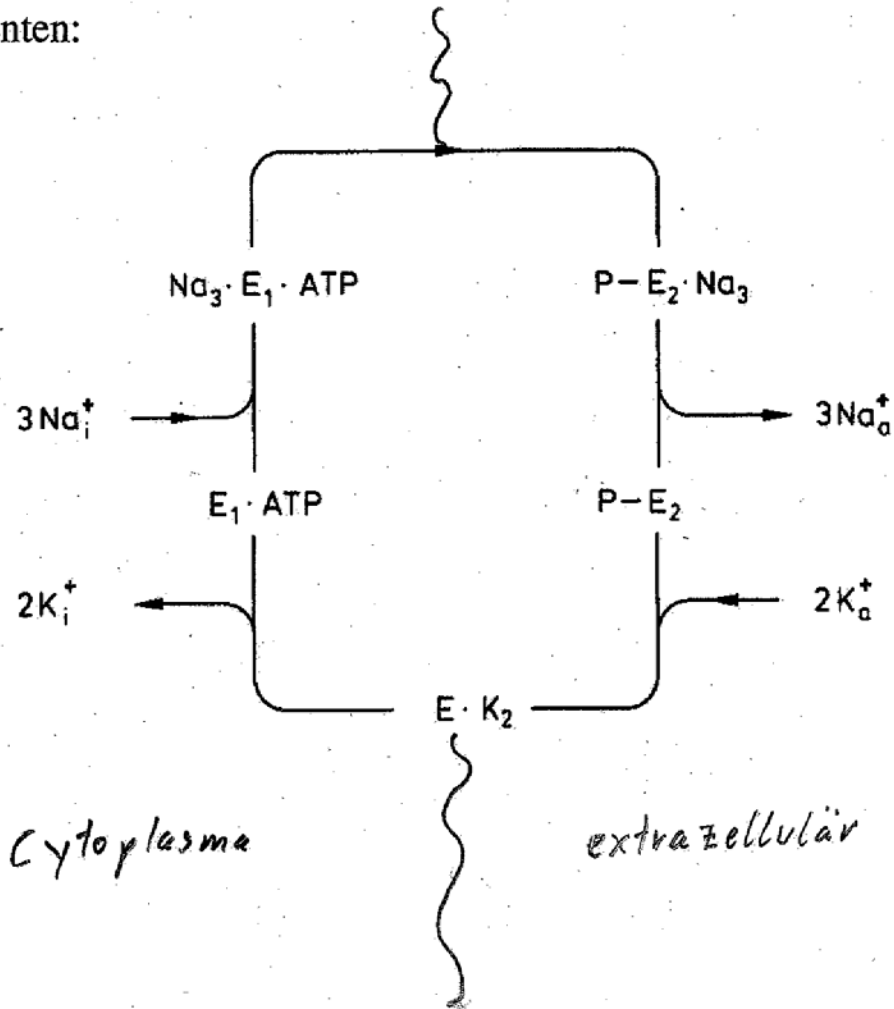 nten:
Na₃·E₁·ATP P–E₂·Na₃
3Na⁺ᵢ 3Na⁺ₐ
E₁·ATP P–E₂
2K⁺ᵢ 2K⁺ₐ
E·K₂
Cytoplasma extrazellulär